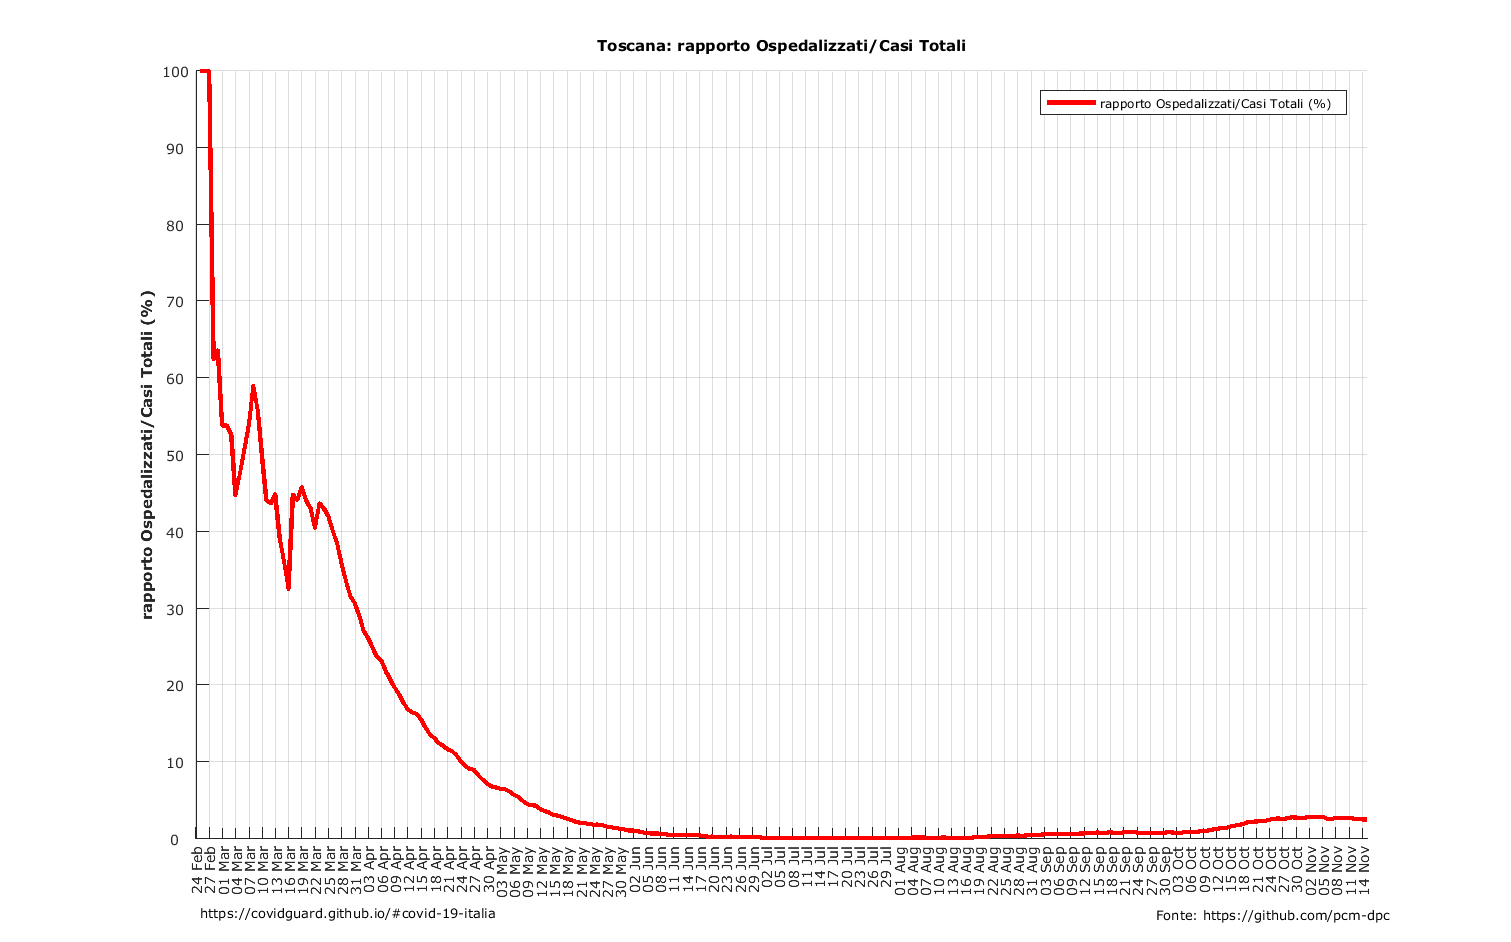 Toscana: rapporto Ospedalizzati/Casi Totali
rapporto Ospedalizzati/Casi Totali (%)
rapporto Ospedalizzati/Casi Totali (%)
100
90
80
70
60
50
40
30
20
10
0
24 Feb
27 Feb
01 Mar
04 Mar
07 Mar
10 Mar
13 Mar
16 Mar
19 Mar
22 Mar
25 Mar
28 Mar
31 Mar
03 Apr
06 Apr
09 Apr
12 Apr
15 Apr
18 Apr
21 Apr
24 Apr
27 Apr
30 Apr
03 May
06 May
09 May
12 May
15 May
18 May
21 May
24 May
27 May
30 May
02 Jun
05 Jun
08 Jun
11 Jun
14 Jun
17 Jun
20 Jun
23 Jun
26 Jun
29 Jun
02 Jul
05 Jul
08 Jul
11 Jul
14 Jul
17 Jul
20 Jul
23 Jul
26 Jul
29 Jul
01 Aug
04 Aug
07 Aug
10 Aug
13 Aug
16 Aug
19 Aug
22 Aug
25 Aug
28 Aug
31 Aug
03 Sep
06 Sep
09 Sep
12 Sep
15 Sep
18 Sep
21 Sep
24 Sep
27 Sep
30 Sep
03 Oct
06 Oct
09 Oct
12 Oct
15 Oct
18 Oct
21 Oct
24 Oct
27 Oct
30 Oct
02 Nov
05 Nov
08 Nov
11 Nov
14 Nov
https://covidguard.github.io/#covid-19-italia
Fonte: https://github.com/pcm-dpc